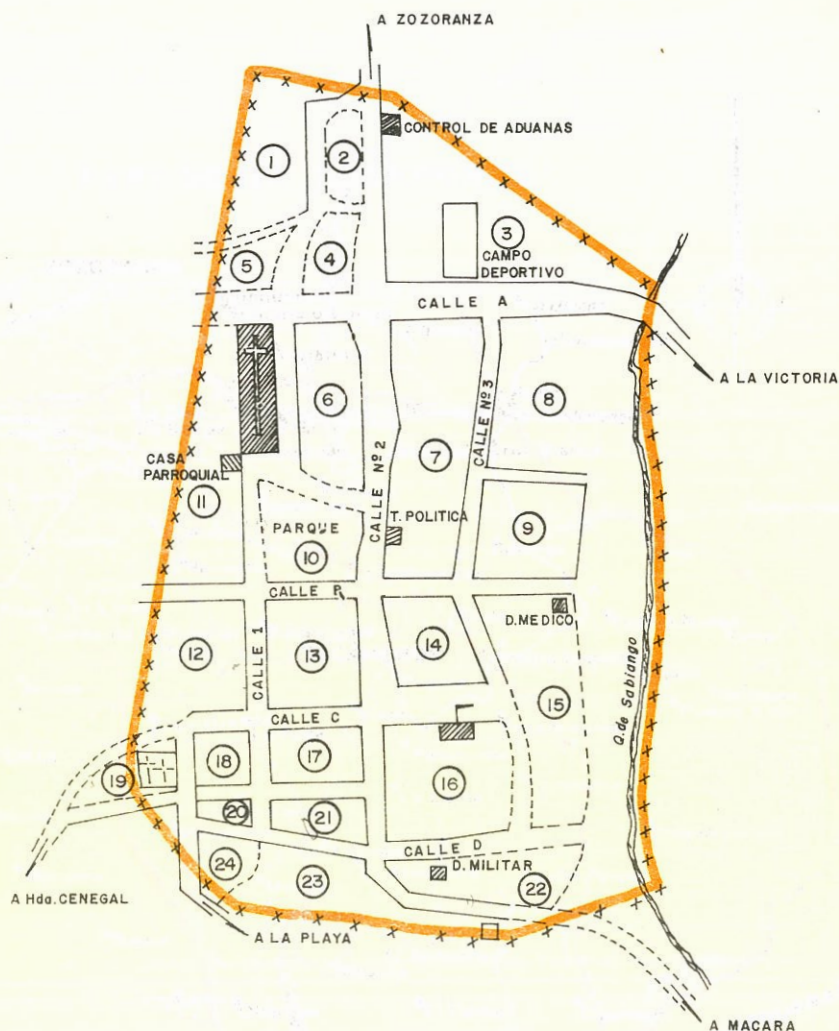 A ZOZORANZA
CONTROL DE ADUANAS
1
2
3
CAMPO
DEPORTIVO
5
4
CALLE A
A LA VICTORIA
6
8
7
CALLE Nº 3
CALLE Nº 2
CASA
PARROQUIAL
11
9
T. POLITICA
PARQUE
10
CALLE
D. MEDICO
12
CALLE 1
13
14
15
Q. de Sabiango
CALLE C
18
17
16
19
20
21
CALLE D
24
23
D. MILITAR
22
A Hda. CENEGAL
A LA PLAYA
A MACARA